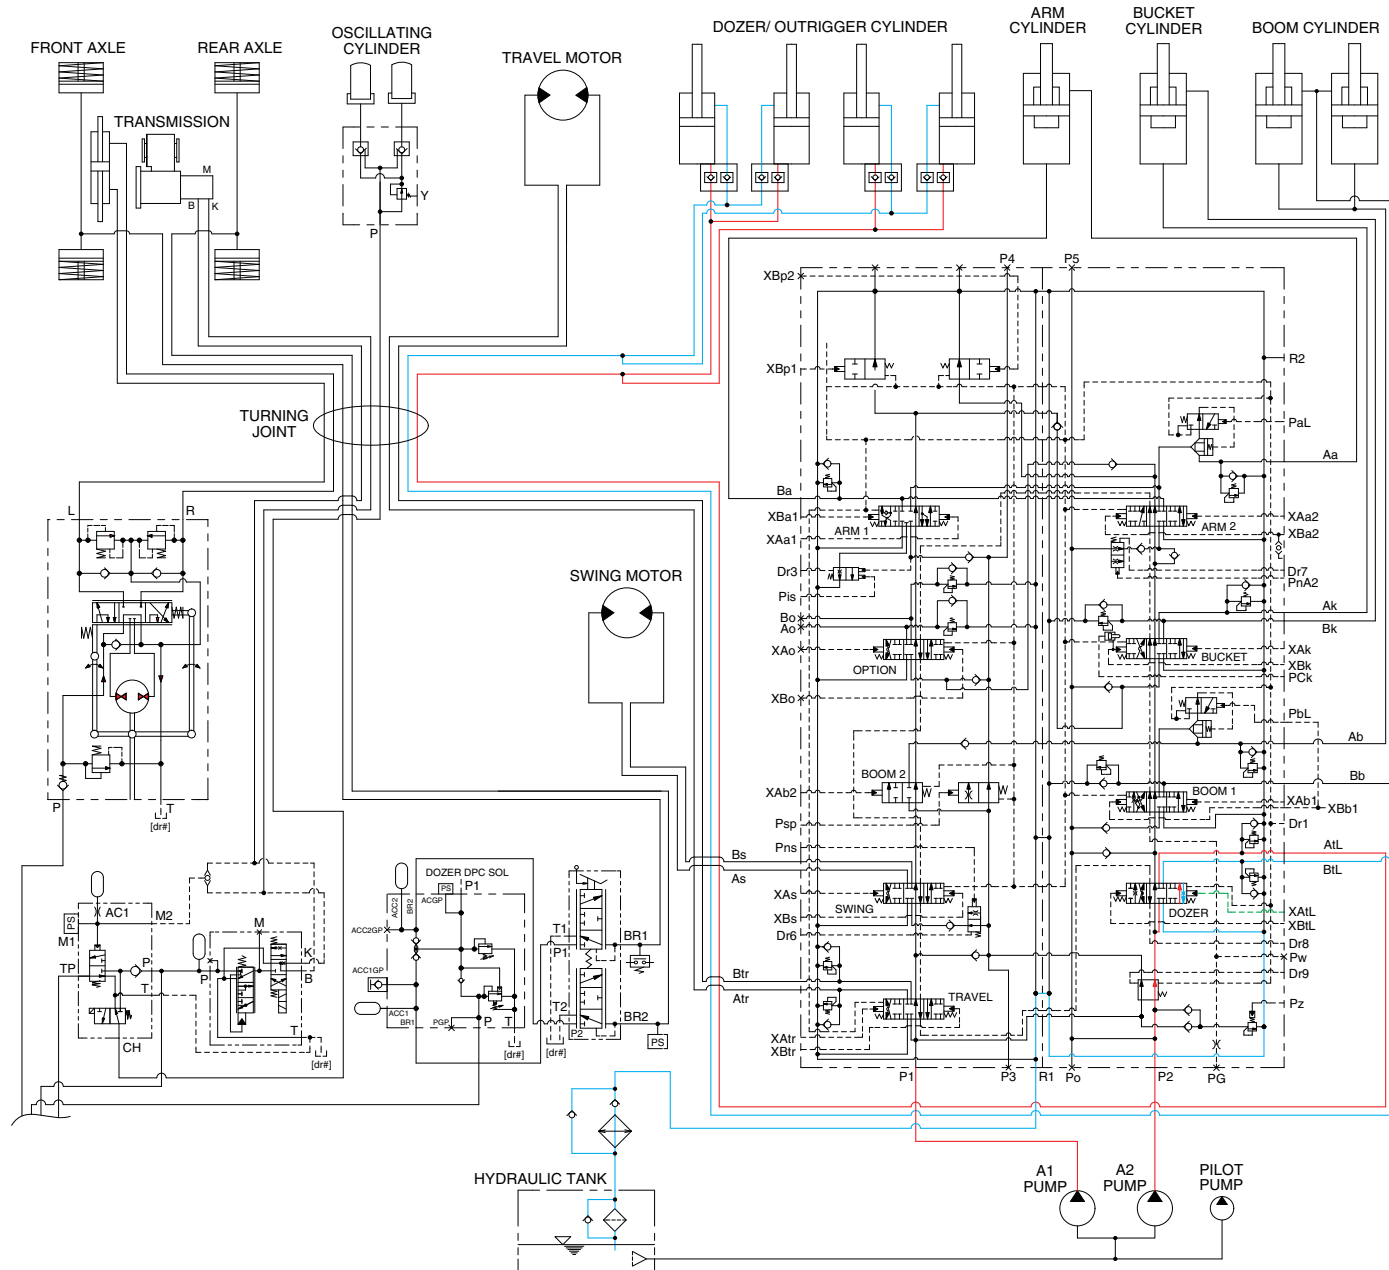 FRONT AXLE
REAR AXLE
OSCILLATING
CYLINDER
TRAVEL MOTOR
DOZER/ OUTRIGGER CYLINDER
ARM
CYLINDER
BUCKET
CYLINDER
BOOM CYLINDER
TRANSMISSION
M
B
K
Y
P
TURNING
JOINT
SWING MOTOR
L
R
P
T
[dr#]
XBp2
P4
P5
XBp1
R2
PaL
Aa
Ba
XBa1
ARM 1
XAa1
ARM 2
XAa2
XBa2
Dr3
Dr7
Pis
PnA2
Bo
Ao
Ak
Bk
XAo
OPTION
BUCKET
XAk
XBk
PCk
XBo
PbL
Ab
Bb
BOOM 2
XAb2
BOOM 1
XAb1
XBb1
Psp
Dr1
Pns
AtL
BtL
Bs
As
XAs
SWING
XBs
DOZER
XAtL
XBtL
Dr6
Dr8
Pw
Dr9
Btr
Atr
TRAVEL
Pz
XAtr
XBtr
P1
P3
R1
Po
P2
PG
DOZER DPC SOL
PS
P1
ACGP
ACC2
BR2
ACC2GP
ACC1GP
ACC1
BR1
PGP
P
T
[dr#]
T1
P1
BR1
T2
P2
BR2
[dr#]
PS
AC1
M2
PS
M1
TP
P
T
CH
M
P
K
B
T
[dr#]
HYDRAULIC TANK
A1
PUMP
A2
PUMP
PILOT
PUMP